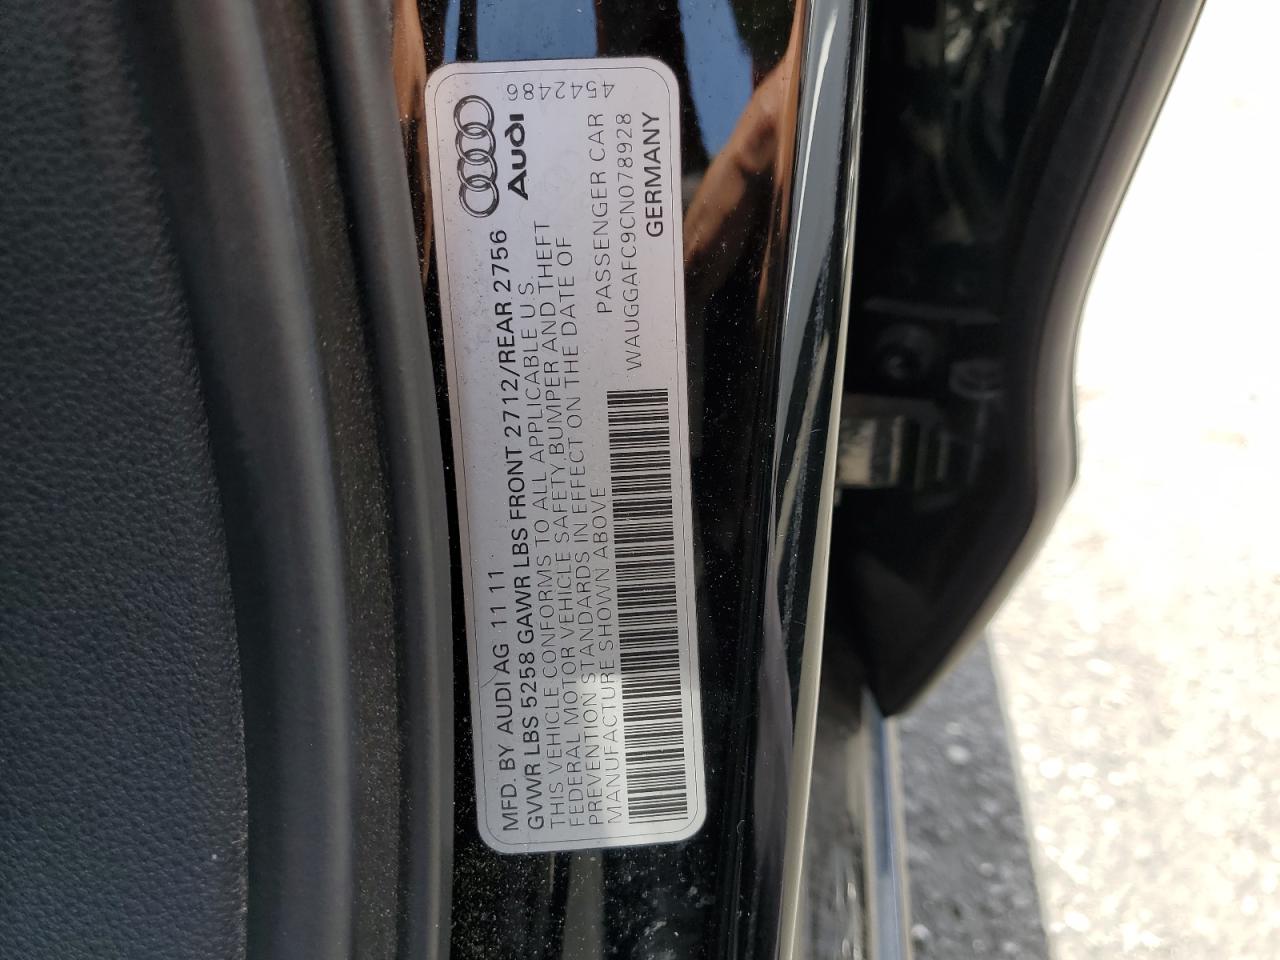 MFD. BY AUDI AG 11 11
GVWR LBS 5258 GAWR LBS FRONT 2712/REAR 2756
THIS VEHICLE CONFORMS TO ALL APPLICABLE U.S.
FEDERAL MOTOR VEHICLE SAFETY, BUMPER AND THEFT
PREVENTION STANDARDS IN EFFECT ON THE DATE OF
MANUFACTURE SHOWN ABOVE
PASSENGER CAR
WAUGGAFC9CN078928
GERMANY
Audi
4542486